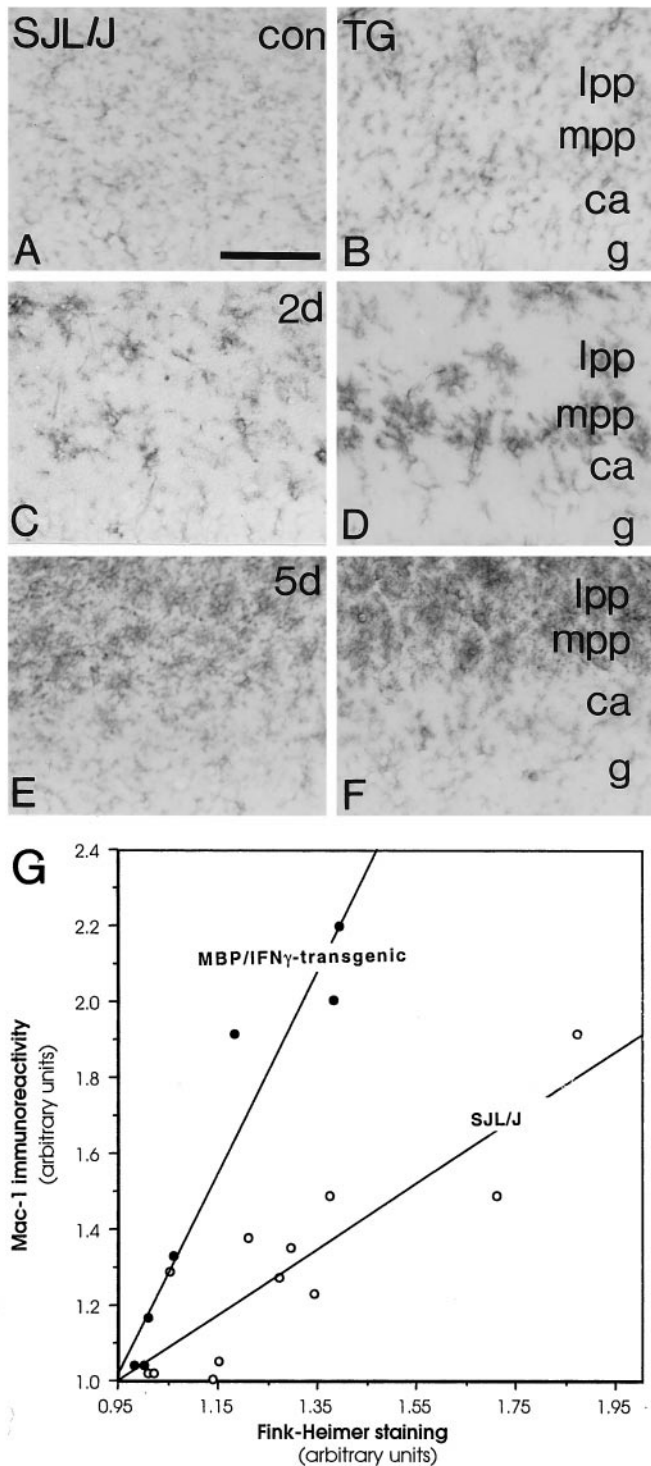 SJL/J con TG
lpp
mpp
ca
A B g
2d
lpp
mpp
ca
C D g
5d
lpp
mpp
ca
g
E F
G
2.4
2.2
2.0
1.8
1.6
1.4
1.2
1.0
MBP/IFNγ-transgenic
SJL/J
Mac-1 immunoreactivity
(arbitrary units)
0.95 1.15 1.35 1.55 1.75 1.95
Fink-Heimer staining
(arbitrary units)